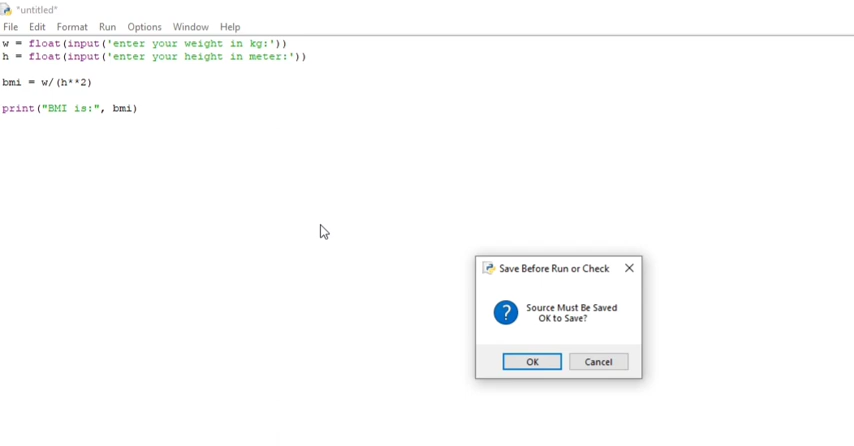 *untitled*
File Edit Format Run Options Window Help
w = float(input('enter your weight in kg:'))
h = float(input('enter your height in meter:'))
bmi = w/(h**2)
print("BMI is:", bmi)
Save Before Run or Check
Source Must Be Saved
OK to Save?
OK Cancel